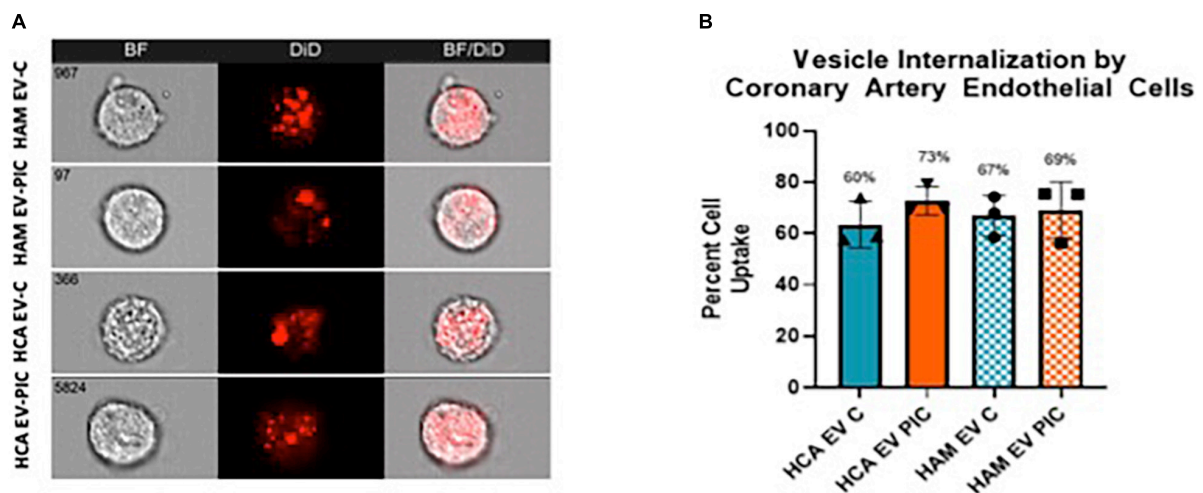 A
BF DiD BF/DiD
HAM EV-C
967
HAM EV-PIC
97
HCA EV-C
366
HCA EV-PIC
5824
B
Vesicle Internalization by
Coronary Artery Endothelial Cells
Percent Cell
Uptake
100
80
60
40
20
0
60%
73%
67%
69%
HCA EV C
HCA EV PIC
HAM EV C
HAM EV PIC